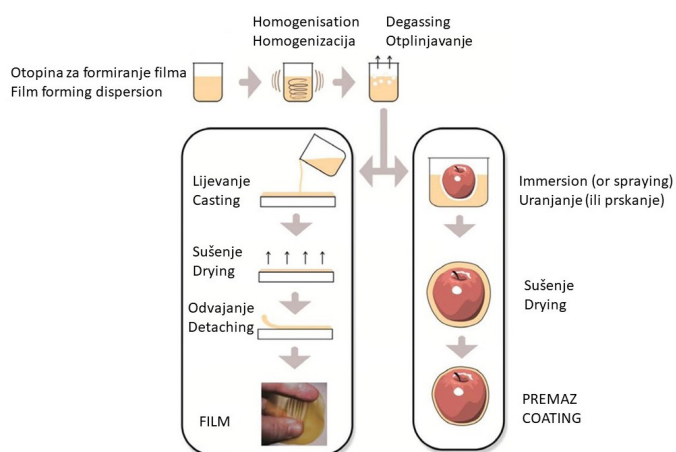 Homogenisation
Homogenizacija
Degassing
Otplinjavanje
Otopina za formiranje filma
Film forming dispersion
Lijevanje
Casting
Immersion (or spraying)
Uranjanje (ili prskanje)
Sušenje
Drying
Sušenje
Drying
Odvajanje
Detaching
FILM
PREMAZ
COATING